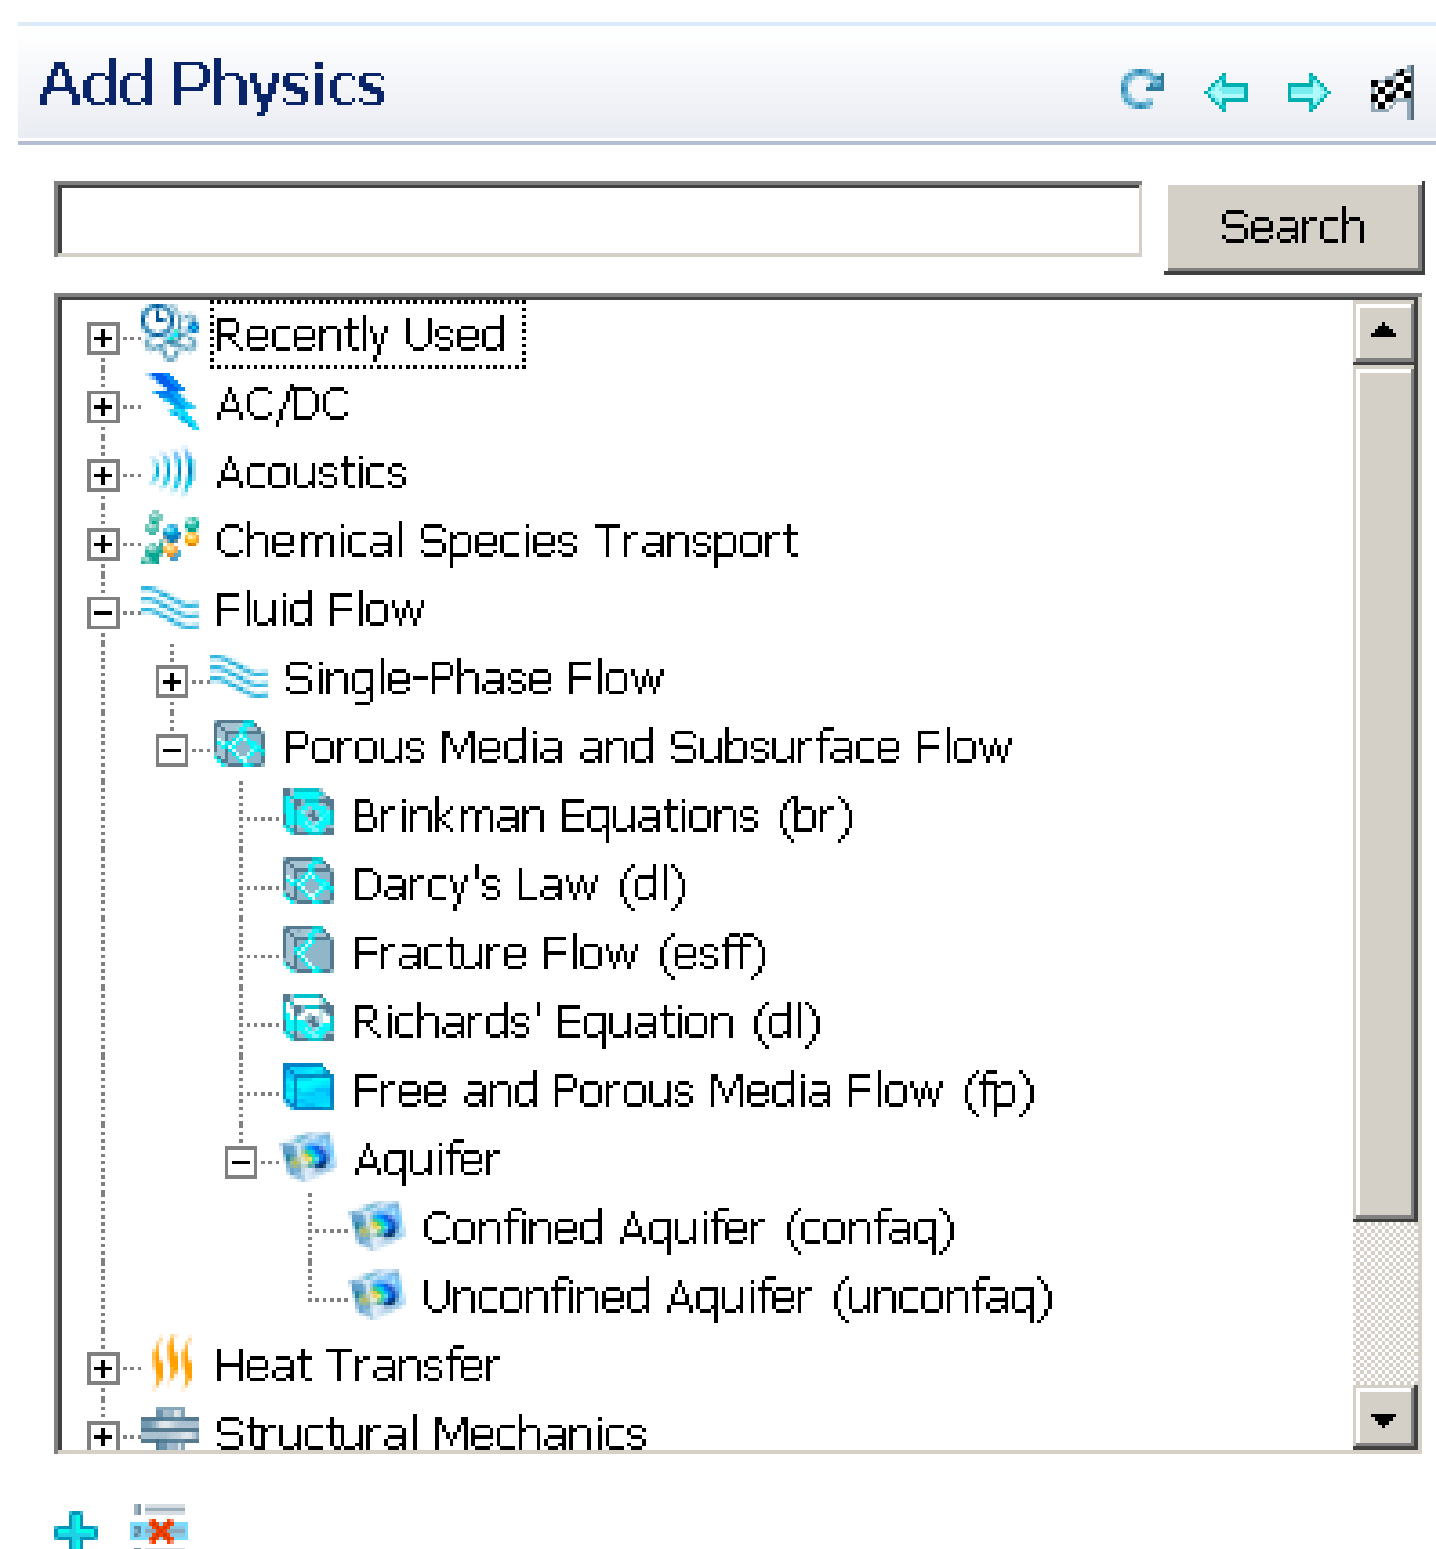 Add Physics
Search
Recently Used
AC/DC
Acoustics
Chemical Species Transport
Fluid Flow
Single-Phase Flow
Porous Media and Subsurface Flow
Brinkman Equations (br)
Darcy's Law (dl)
Fracture Flow (esff)
Richards' Equation (dl)
Free and Porous Media Flow (fp)
Aquifer
Confined Aquifer (confaq)
Unconfined Aquifer (unconfaq)
Heat Transfer
Structural Mechanics